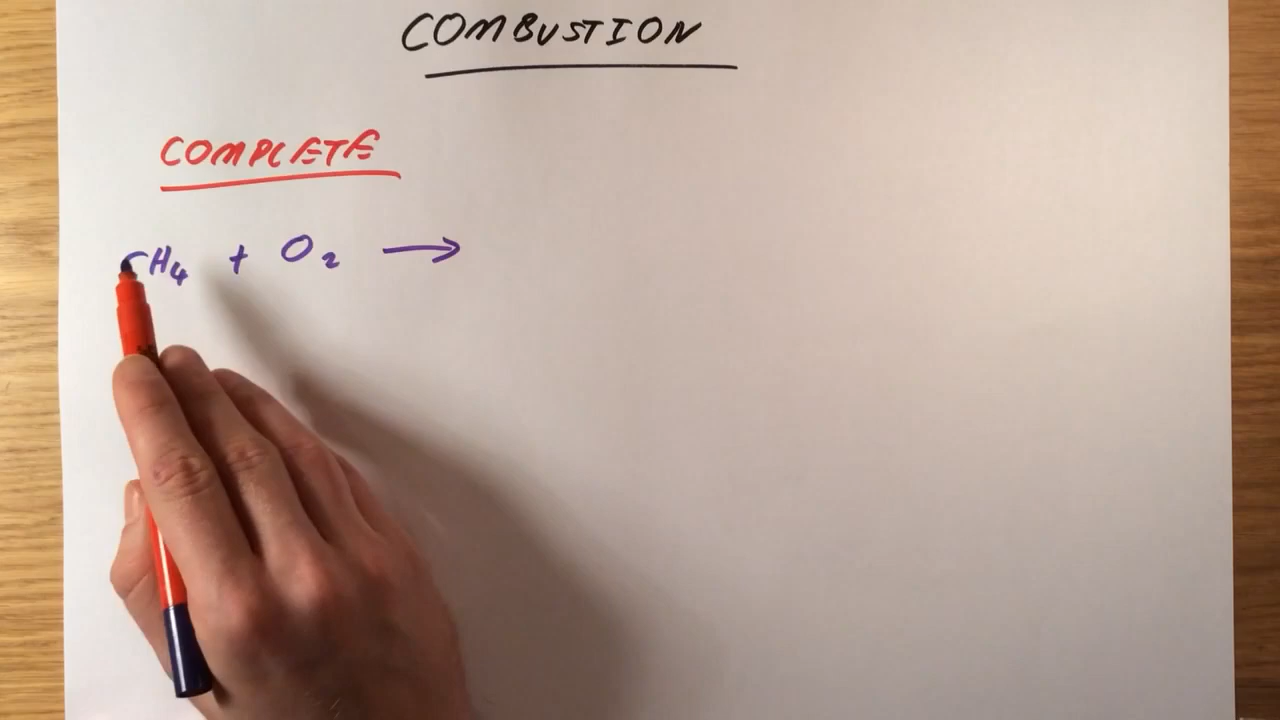 COMBUSTION
COMPLETE
CH₄ + O₂ →